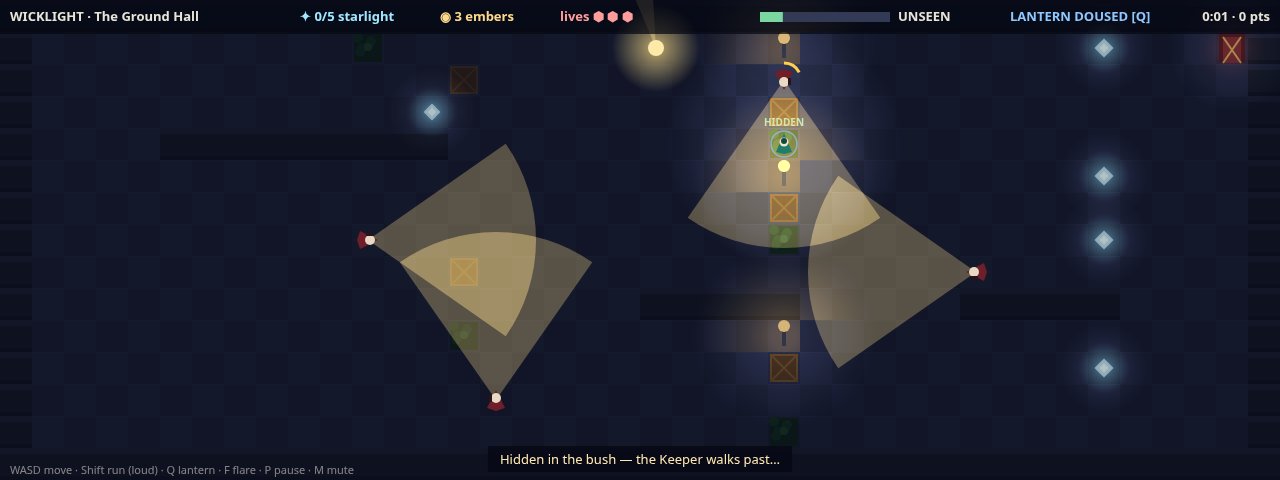 WICKLIGHT · The Ground Hall ✦ 0/5 starlight ◉ 3 embers lives ⬢ ⬢ ⬢ UNSEEN LANTERN DOUSED [Q] 0:01 · 0 pts
HIDDEN
Hidden in the bush — the Keeper walks past...
WASD move · Shift run (loud) · Q lantern · F flare · P pause · M mute